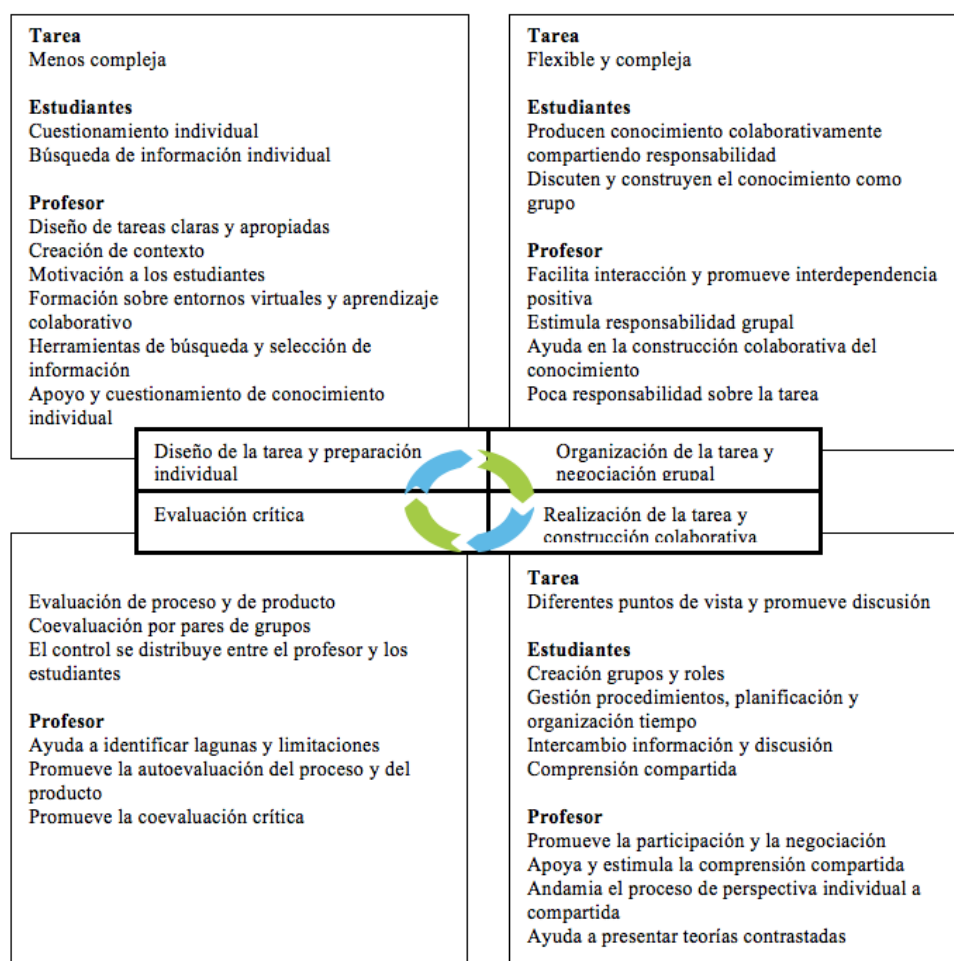 Tarea
Menos compleja
Estudiantes
Cuestionamiento individual
Búsqueda de información individual
Profesor
Diseño de tareas claras y apropiadas
Creación de contexto
Motivación a los estudiantes
Formación sobre entornos virtuales y aprendizaje
colaborativo
Herramientas de búsqueda y selección de
información
Apoyo y cuestionamiento de conocimiento
individual
Tarea
Flexible y compleja
Estudiantes
Producen conocimiento colaborativamente
compartiendo responsabilidad
Discuten y construyen el conocimiento como
grupo
Profesor
Facilita interacción y promueve interdependencia
positiva
Estimula responsabilidad grupal
Ayuda en la construcción colaborativa del
conocimiento
Poca responsabilidad sobre la tarea
Diseño de la tarea y preparación
individual
Organización de la tarea y
negociación grupal
Evaluación crítica
Realización de la tarea y
construcción colaborativa
Evaluación de proceso y de producto
Coevaluación por pares de grupos
El control se distribuye entre el profesor y los
estudiantes
Profesor
Ayuda a identificar lagunas y limitaciones
Promueve la autoevaluación del proceso y del
producto
Promueve la coevaluación crítica
Tarea
Diferentes puntos de vista y promueve discusión
Estudiantes
Creación grupos y roles
Gestión procedimientos, planificación y
organización tiempo
Intercambio información y discusión
Comprensión compartida
Profesor
Promueve la participación y la negociación
Apoya y estimula la comprensión compartida
Andamia el proceso de perspectiva individual a
compartida
Ayuda a presentar teorías contrastadas